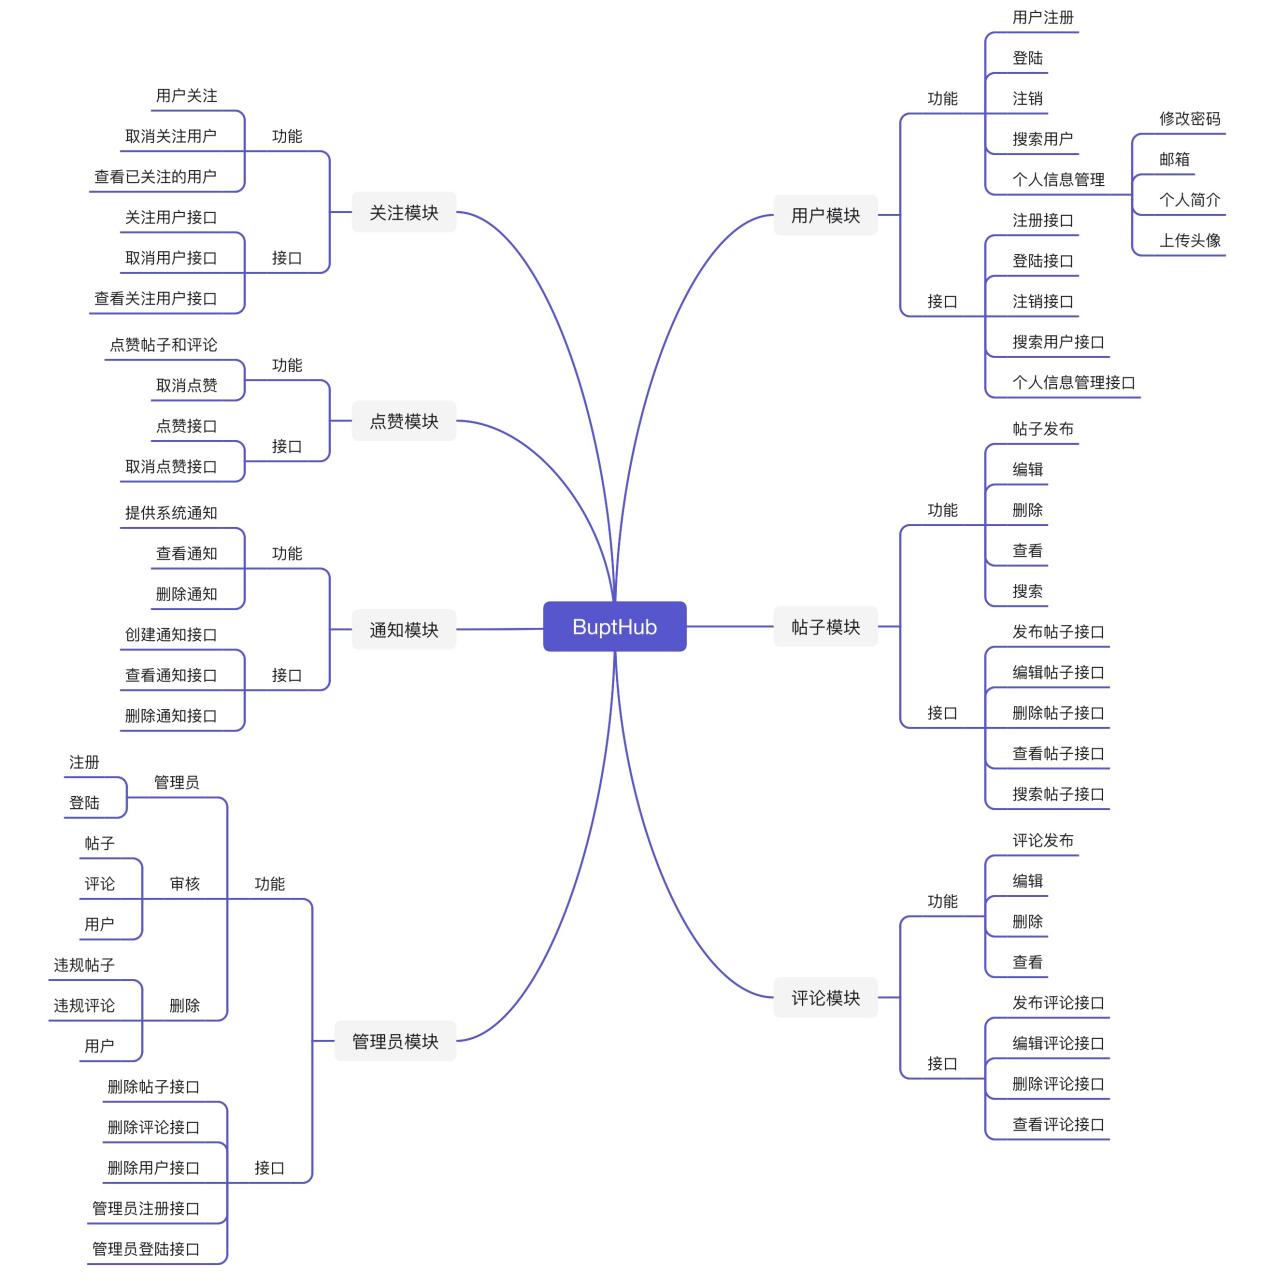 BuptHub
用户模块
功能
用户注册
登陆
注销
搜索用户
个人信息管理
修改密码
邮箱
个人简介
上传头像
接口
注册接口
登陆接口
注销接口
搜索用户接口
个人信息管理接口
帖子模块
功能
帖子发布
编辑
删除
查看
搜索
接口
发布帖子接口
编辑帖子接口
删除帖子接口
查看帖子接口
搜索帖子接口
评论模块
功能
评论发布
编辑
删除
查看
接口
发布评论接口
编辑评论接口
删除评论接口
查看评论接口
关注模块
功能
用户关注
取消关注用户
查看已关注的用户
接口
关注用户接口
取消用户接口
查看关注用户接口
点赞模块
功能
点赞帖子和评论
取消点赞
接口
点赞接口
取消点赞接口
通知模块
功能
提供系统通知
查看通知
删除通知
接口
创建通知接口
查看通知接口
删除通知接口
管理员模块
功能
管理员
注册
登陆
审核
帖子
评论
用户
删除
违规帖子
违规评论
用户
接口
删除帖子接口
删除评论接口
删除用户接口
管理员注册接口
管理员登陆接口